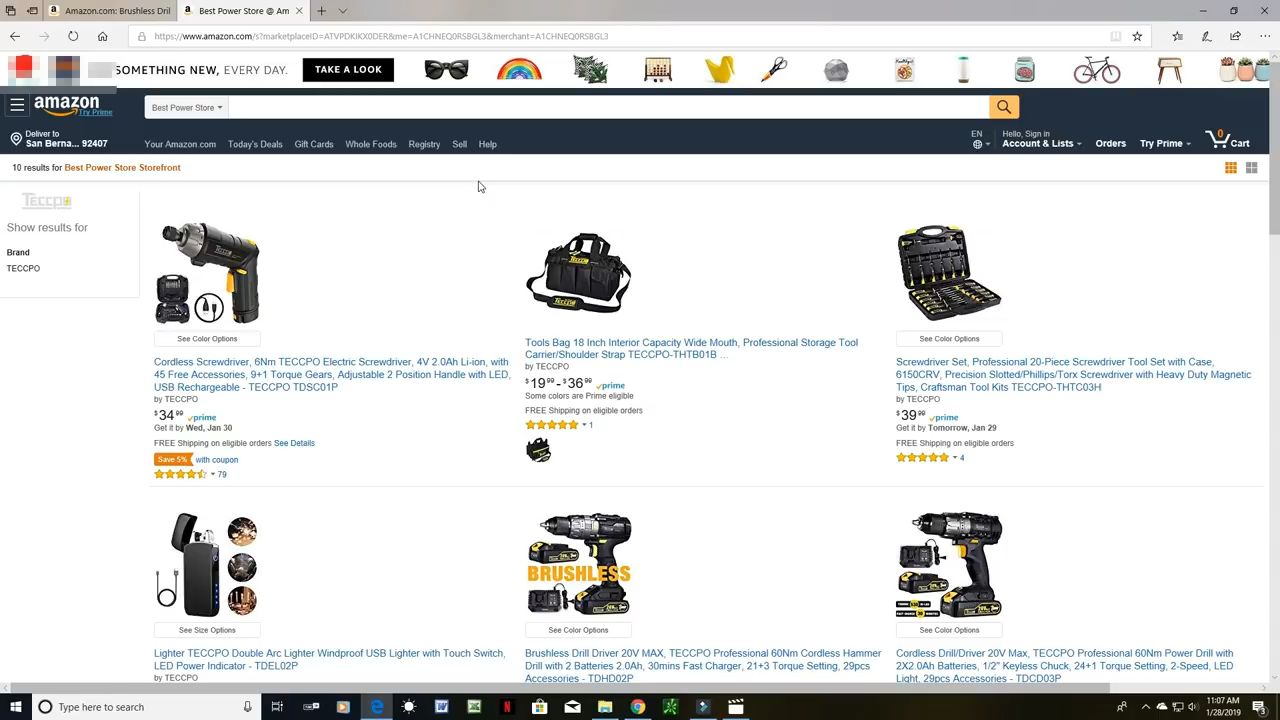 Brushless Drill
Best Power Store @ Am
https://www.amazon.com/s?marketplaceID=ATVPDKIKX0DER&me=A1CHNEQ0RSBGL3&merchant=A1CHNEQ0RSBGL3
SOMETHING NEW, EVERY DAY.
TAKE A LOOK
amazon
Try Prime
Best Power Store
Deliver to
San Berna... 92407
Your Amazon.com Today's Deals Gift Cards Whole Foods Registry Sell Help
EN
Hello, Sign in
Account & Lists
Orders
Try Prime
0
Cart
10 results for Best Power Store Storefront
TECCPO
Show results for
Brand
TECCPO
See Color Options
Cordless Screwdriver, 6Nm TECCPO Electric Screwdriver, 4V 2.0Ah Li-ion, with
45 Free Accessories, 9+1 Torque Gears, Adjustable 2 Position Handle with LED,
USB Rechargeable - TECCPO TDSC01P
by TECCPO
$34.99 prime
Get it by Wed, Jan 30
FREE Shipping on eligible orders See Details
Save 5% with coupon
79
Tools Bag 18 Inch Interior Capacity Wide Mouth, Professional Storage Tool
Carrier/Shoulder Strap TECCPO-THTB01B ...
by TECCPO
$19.99 - $36.99 prime
Some colors are Prime eligible
FREE Shipping on eligible orders
1
See Color Options
Screwdriver Set, Professional 20-Piece Screwdriver Tool Set with Case,
6150CRV, Precision Slotted/Phillips/Torx Screwdriver with Heavy Duty Magnetic
Tips, Craftsman Tool Kits TECCPO-THTC03H
by TECCPO
$39.99 prime
Get it by Tomorrow, Jan 29
FREE Shipping on eligible orders
4
See Size Options
Lighter TECCPO Double Arc Lighter Windproof USB Lighter with Touch Switch,
LED Power Indicator - TDEL02P
by TECCPO
BRUSHLESS
See Color Options
Brushless Drill Driver 20V MAX, TECCPO Professional 60Nm Cordless Hammer
Drill with 2 Batteries 2.0Ah, 30mins Fast Charger, 21+3 Torque Setting, 29pcs
Accessories - TDHD02P
See Color Options
Cordless Drill/Driver 20V Max, TECCPO Professional 60Nm Power Drill with
2X2.0Ah Batteries, 1/2" Keyless Chuck, 24+1 Torque Setting, 2-Speed, LED
Light, 29pcs Accessories - TDCD03P
Type here to search
11:07 AM
1/28/2019